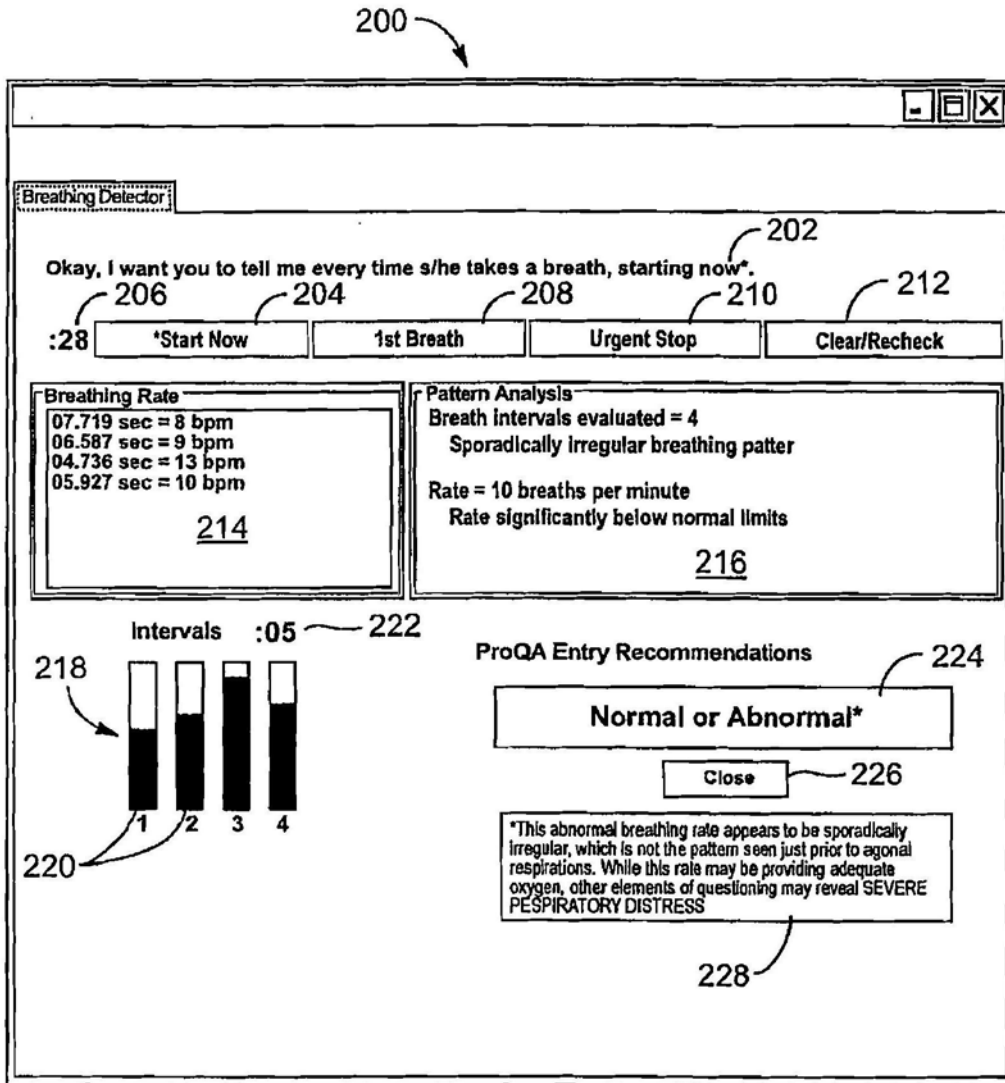 200
Breathing Detector
202
Okay, I want you to tell me every time s/he takes a breath, starting now*.
206 204 208 210 212
:28 *Start Now 1st Breath Urgent Stop Clear/Recheck
Breathing Rate
07.719 sec = 8 bpm
06.587 sec = 9 bpm
04.736 sec = 13 bpm
05.927 sec = 10 bpm
214
Pattern Analysis
Breath intervals evaluated = 4
Sporadically irregular breathing patter
Rate = 10 breaths per minute
Rate significantly below normal limits
216
Intervals :05 222
218
1 2 3 4
220
ProQA Entry Recommendations
224
Normal or Abnormal*
Close 226
*This abnormal breathing rate appears to be sporadically
irregular, which is not the pattern seen just prior to agonal
respirations. While this rate may be providing adequate
oxygen, other elements of questioning may reveal SEVERE
PESPIRATORY DISTRESS
228